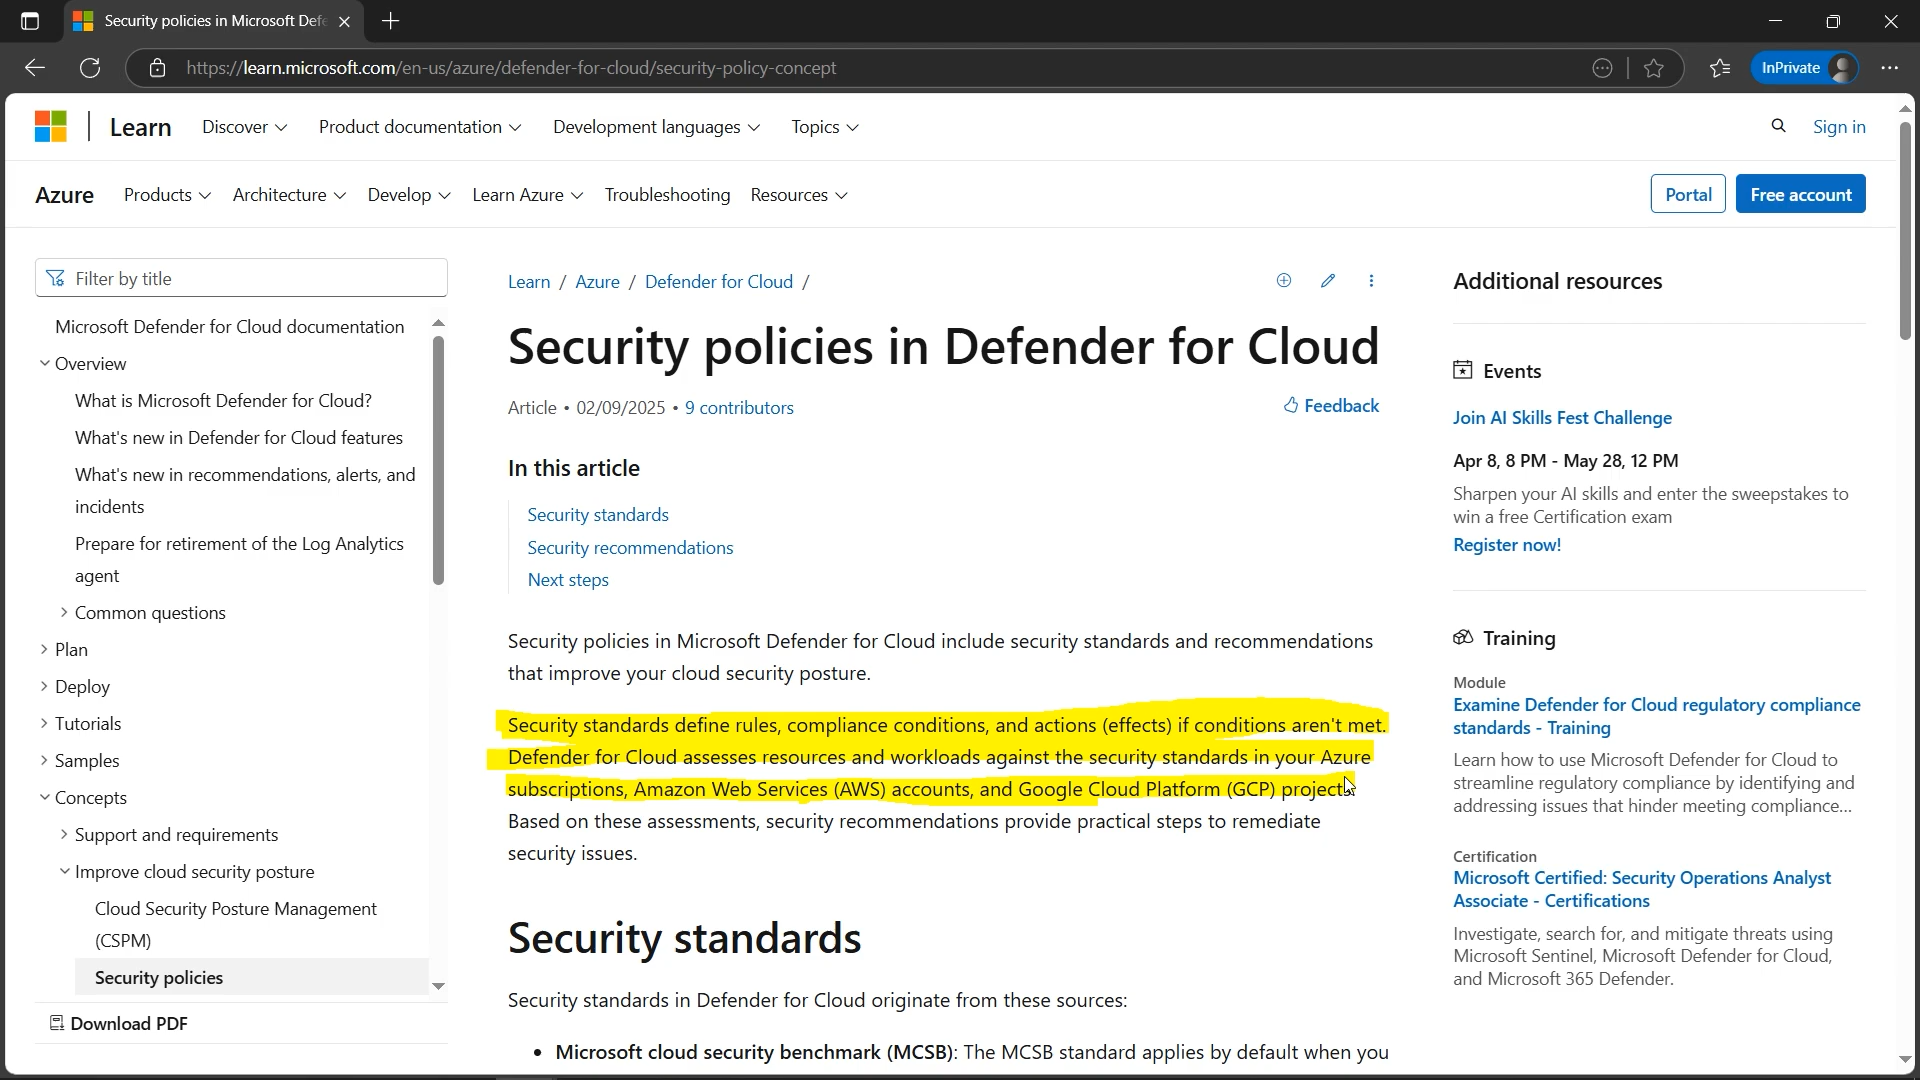 Security policies in Microsoft Defe
https://learn.microsoft.com/en-us/azure/defender-for-cloud/security-policy-concept
InPrivate
Learn
Discover
Product documentation
Development languages
Topics
Sign in
Azure
Products
Architecture
Develop
Learn Azure
Troubleshooting
Resources
Portal
Free account
Filter by title
Microsoft Defender for Cloud documentation
Overview
What is Microsoft Defender for Cloud?
What's new in Defender for Cloud features
What's new in recommendations, alerts, and
incidents
Prepare for retirement of the Log Analytics
agent
Common questions
Plan
Deploy
Tutorials
Samples
Concepts
Support and requirements
Improve cloud security posture
Cloud Security Posture Management
(CSPM)
Security policies
Download PDF
Learn / Azure / Defender for Cloud /
Security policies in Defender for Cloud
Article • 02/09/2025 • 9 contributors
Feedback
In this article
Security standards
Security recommendations
Next steps
Security policies in Microsoft Defender for Cloud include security standards and recommendations
that improve your cloud security posture.
Security standards define rules, compliance conditions, and actions (effects) if conditions aren't met.
Defender for Cloud assesses resources and workloads against the security standards in your Azure
subscriptions, Amazon Web Services (AWS) accounts, and Google Cloud Platform (GCP) projects
Based on these assessments, security recommendations provide practical steps to remediate
security issues.
Security standards
Security standards in Defender for Cloud originate from these sources:
• Microsoft cloud security benchmark (MCSB): The MCSB standard applies by default when you
Additional resources
Events
Join AI Skills Fest Challenge
Apr 8, 8 PM - May 28, 12 PM
Sharpen your AI skills and enter the sweepstakes to
win a free Certification exam
Register now!
Training
Module
Examine Defender for Cloud regulatory compliance
standards - Training
Learn how to use Microsoft Defender for Cloud to
streamline regulatory compliance by identifying and
addressing issues that hinder meeting compliance...
Certification
Microsoft Certified: Security Operations Analyst
Associate - Certifications
Investigate, search for, and mitigate threats using
Microsoft Sentinel, Microsoft Defender for Cloud,
and Microsoft 365 Defender.